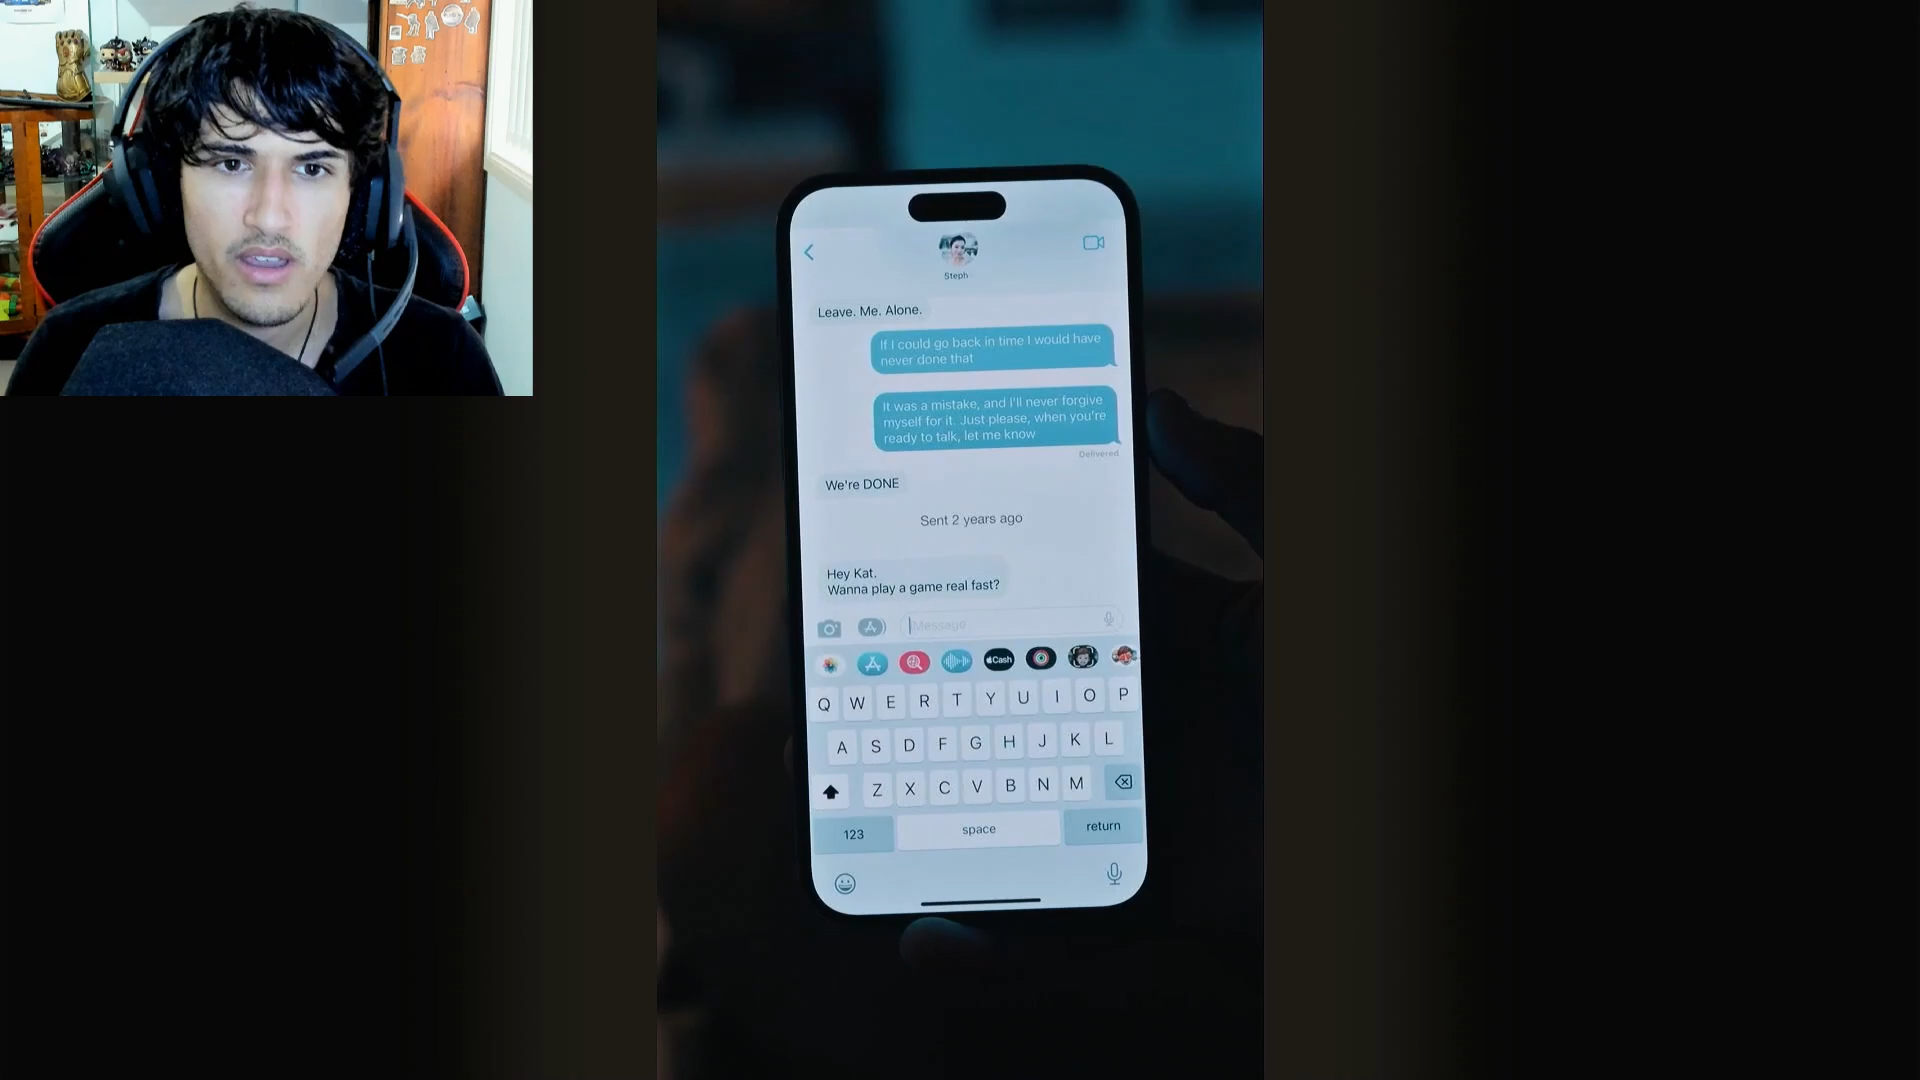 Steph
Leave. Me. Alone.
If I could go back in time I would have
never done that
It was a mistake, and I'll never forgive
myself for it. Just please, when you're
ready to talk, let me know
Delivered
We're DONE
Sent 2 years ago
Hey Kat.
Wanna play a game real fast?
Message
Cash
Q W E R T Y U I O P
A S D F G H J K L
Z X C V B N M
123 space return